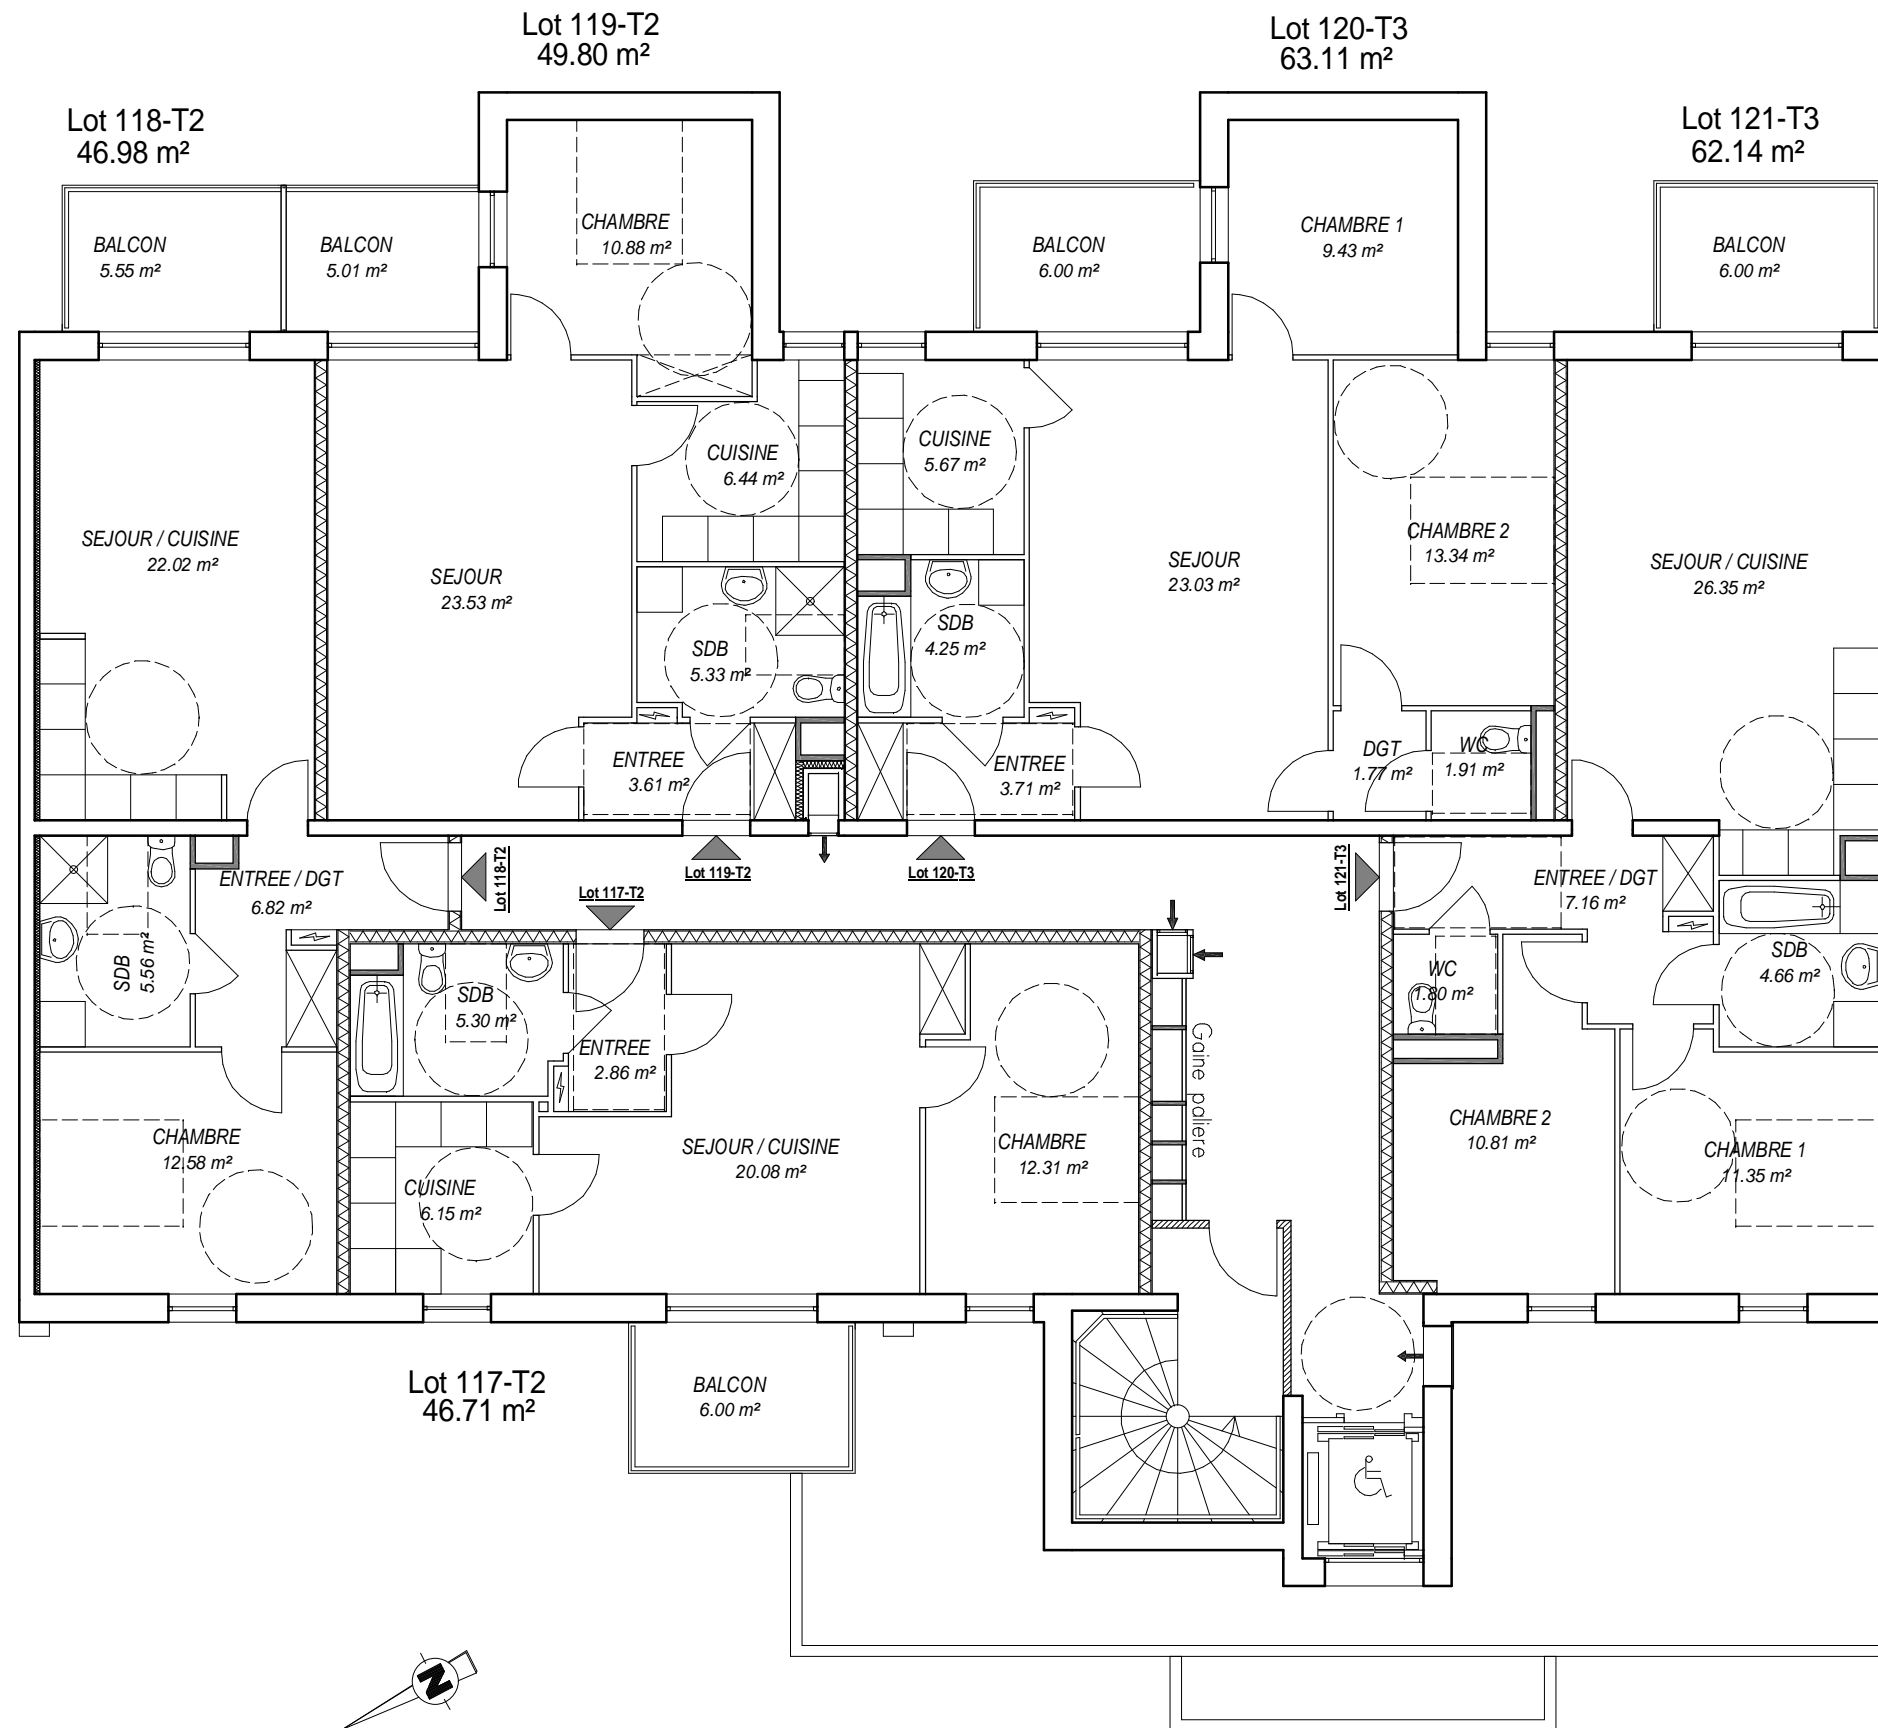 Lot 119-T2
49.80 m²
Lot 120-T3
63.11 m²
Lot 118-T2
46.98 m²
Lot 121-T3
62.14 m²
CHAMBRE
10.88 m²
CHAMBRE 1
9.43 m²
BALCON
5.55 m²
BALCON
5.01 m²
BALCON
6.00 m²
BALCON
6.00 m²
CUISINE
6.44 m²
CUISINE
5.67 m²
SEJOUR / CUISINE
22.02 m²
SEJOUR
23.53 m²
SEJOUR
23.03 m²
CHAMBRE 2
13.34 m²
SEJOUR / CUISINE
26.35 m²
SDB
5.33 m²
SDB
4.25 m²
ENTREE
3.61 m²
ENTREE
3.71 m²
DGT
1.77 m²
WC
1.91 m²
Lot 118-T2
Lot 119-T2
Lot 120-T3
Lot 121-T3
Lot 117-T2
ENTREE / DGT
6.82 m²
ENTREE / DGT
7.16 m²
SDB
5.56 m²
SDB
5.30 m²
WC
1.80 m²
SDB
4.66 m²
ENTREE
2.86 m²
Gaine paliere
CHAMBRE
12.58 m²
SEJOUR / CUISINE
20.08 m²
CHAMBRE
12.31 m²
CHAMBRE 2
10.81 m²
CHAMBRE 1
11.35 m²
CUISINE
6.15 m²
Lot 117-T2
46.71 m²
BALCON
6.00 m²
N